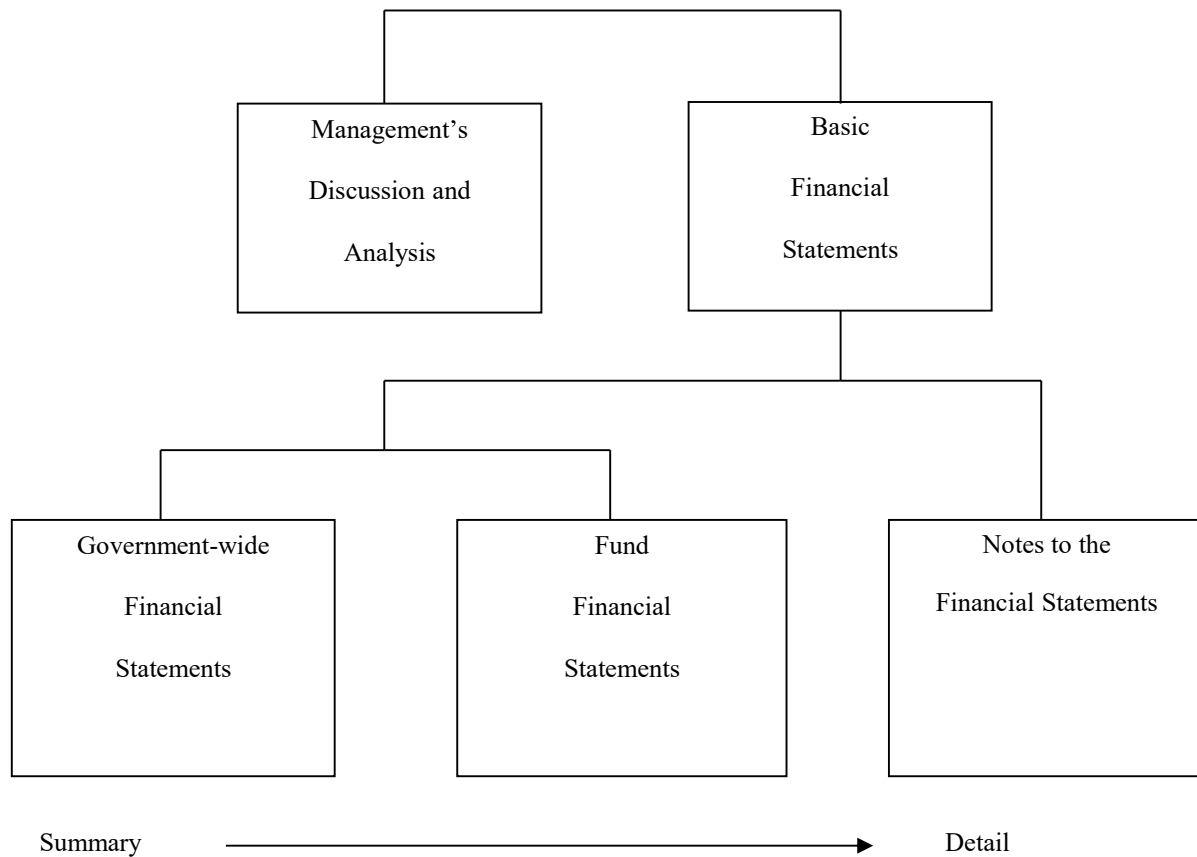 Management’s
Discussion and
Analysis
Basic
Financial
Statements
Government-wide
Financial
Statements
Fund
Financial
Statements
Notes to the
Financial Statements
Summary
Detail